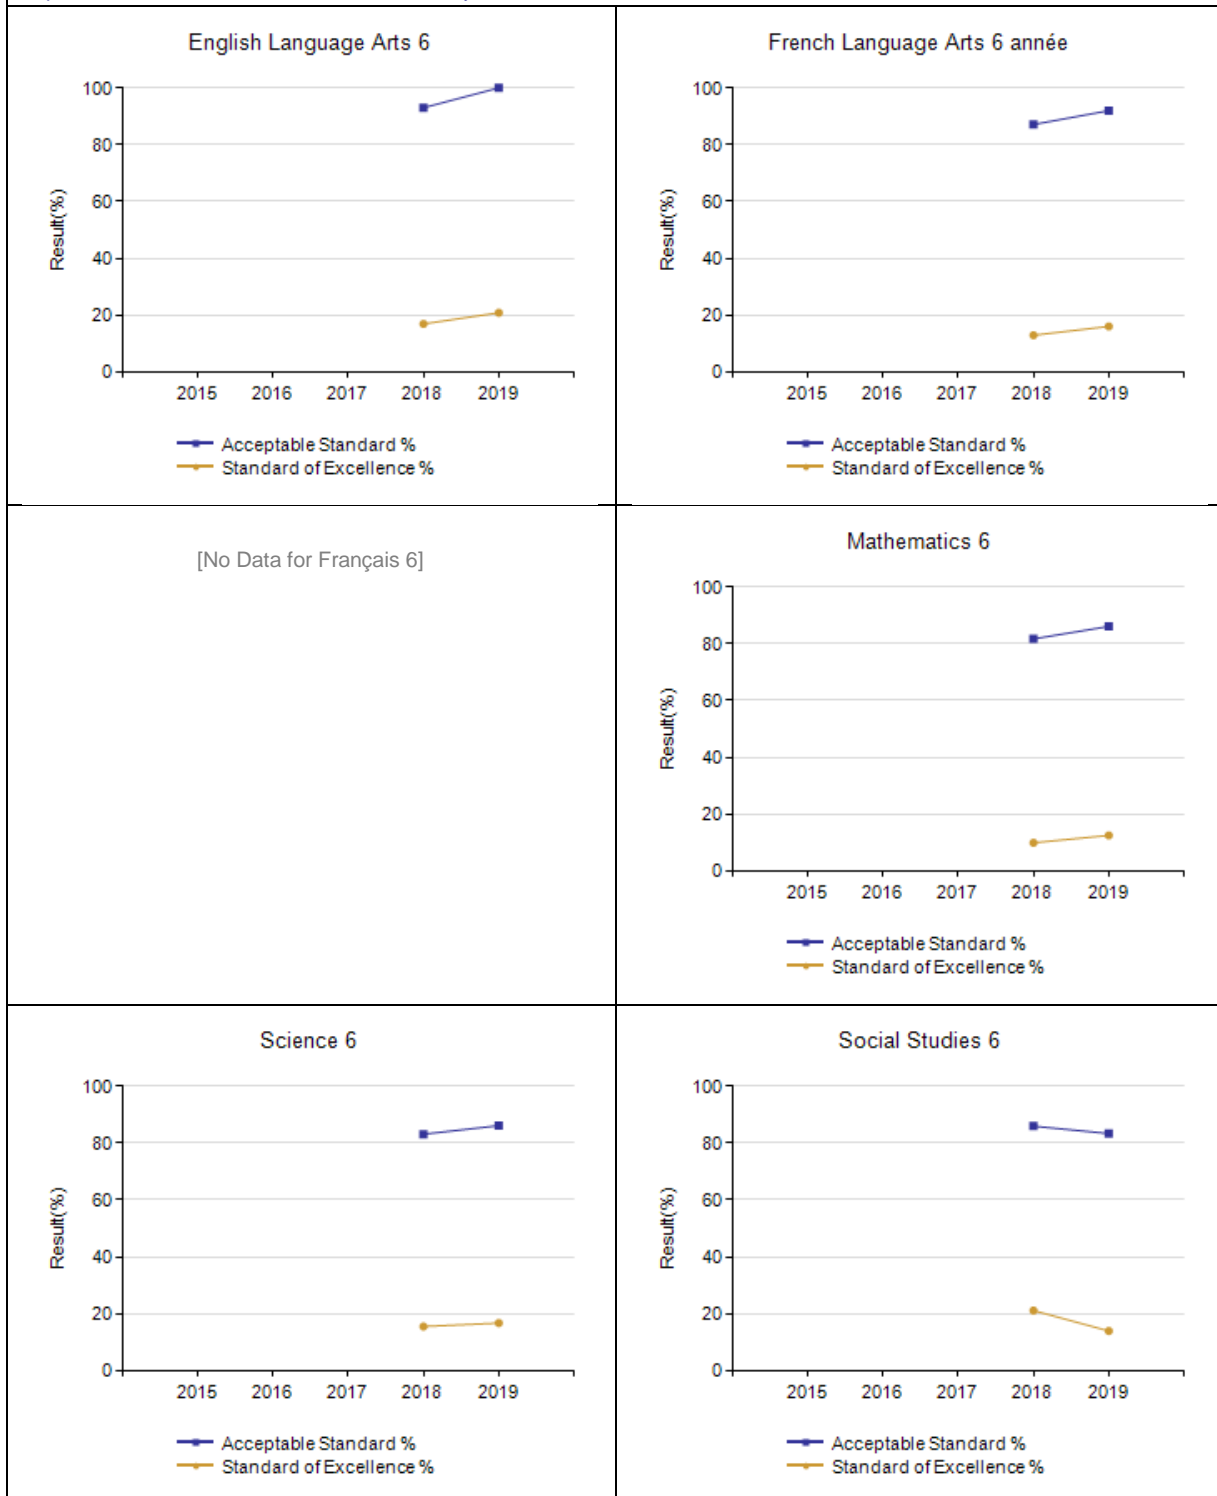 English Language Arts 6
100
80
60
40
20
0
Result(%)
2015 2016 2017 2018 2019
Acceptable Standard %
Standard of Excellence %
French Language Arts 6 année
100
80
60
40
20
0
Result(%)
2015 2016 2017 2018 2019
Acceptable Standard %
Standard of Excellence %
[No Data for Français 6]
Mathematics 6
100
80
60
40
20
0
Result(%)
2015 2016 2017 2018 2019
Acceptable Standard %
Standard of Excellence %
Science 6
100
80
60
40
20
0
Result(%)
2015 2016 2017 2018 2019
Acceptable Standard %
Standard of Excellence %
Social Studies 6
100
80
60
40
20
0
Result(%)
2015 2016 2017 2018 2019
Acceptable Standard %
Standard of Excellence %